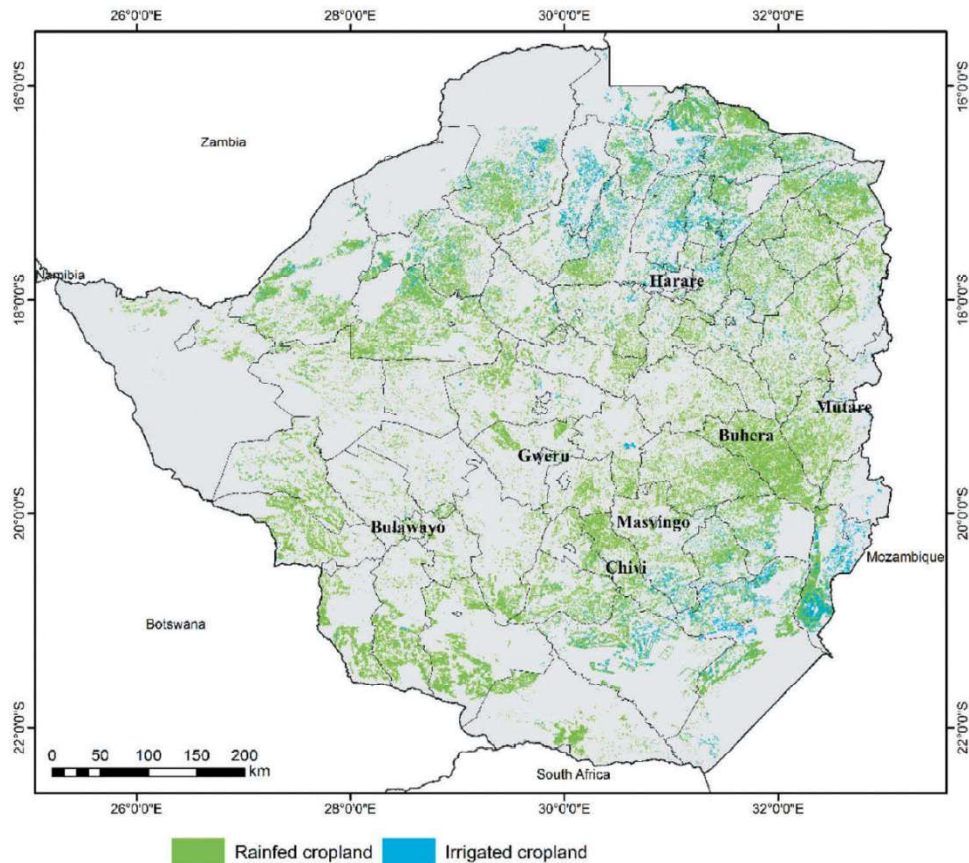 26°0'0"E 28°0'0"E 30°0'0"E 32°0'0"E
16°0'0"S 16°0'0"S
Zambia
Namibia
Harare
18°0'0"S 18°0'0"S
Mutare
Buhera
Gweru
20°0'0"S 20°0'0"S
Bulawayo Masvingo
Mozambique
Chivi
Botswana
22°0'0"S 22°0'0"S
0 50 100 150 200
km
South Africa
26°0'0"E 28°0'0"E 30°0'0"E 32°0'0"E
Rainfed cropland Irrigated cropland